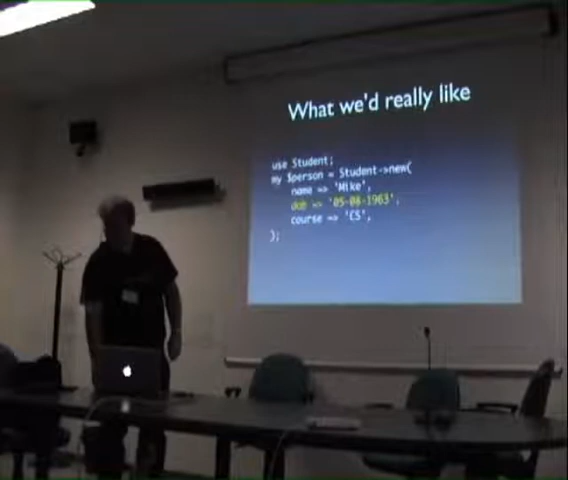 What we'd really like
use Student;
my $person = Student->new(
name => 'Mike',
dob => '05-08-1963',
course => 'CS',
);